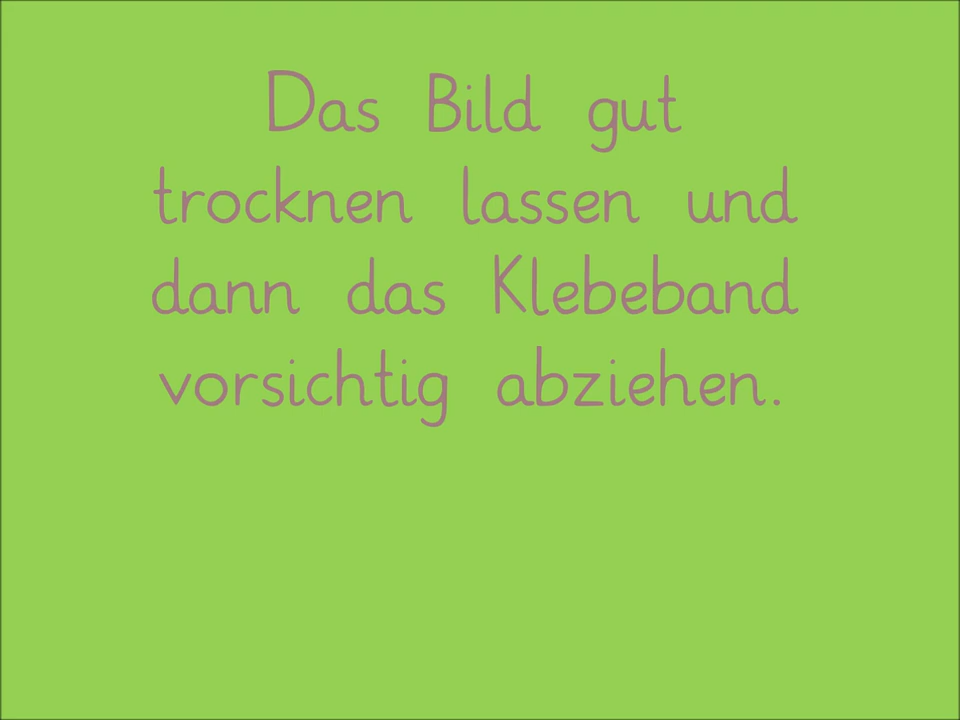 Das Bild gut
trocknen lassen und
dann das Klebeband
vorsichtig abziehen.